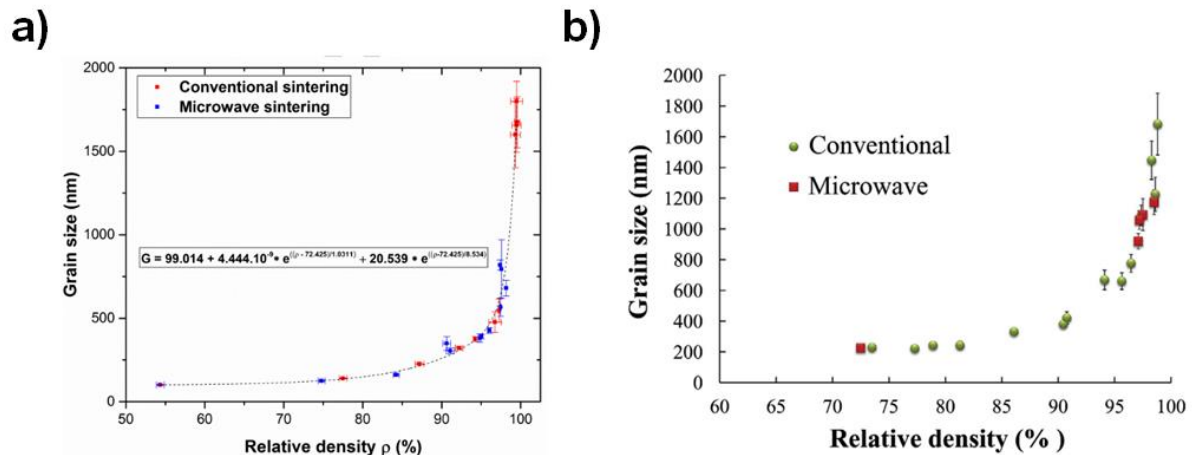 a)
b)
2000
1500
1000
500
0
50
60
70
80
90
100
Grain size (nm)
Relative density ρ (%)
Conventional sintering
Microwave sintering
G = 99.014 + 4.444.10⁻⁹ • e^((ρ - 72.425)/1.0311) + 20.539 • e^((ρ-72.425)/8.534)
2000
1800
1600
1400
1200
1000
800
600
400
200
0
60
65
70
75
80
85
90
95
100
Grain size (nm)
Relative density (% )
Conventional
Microwave